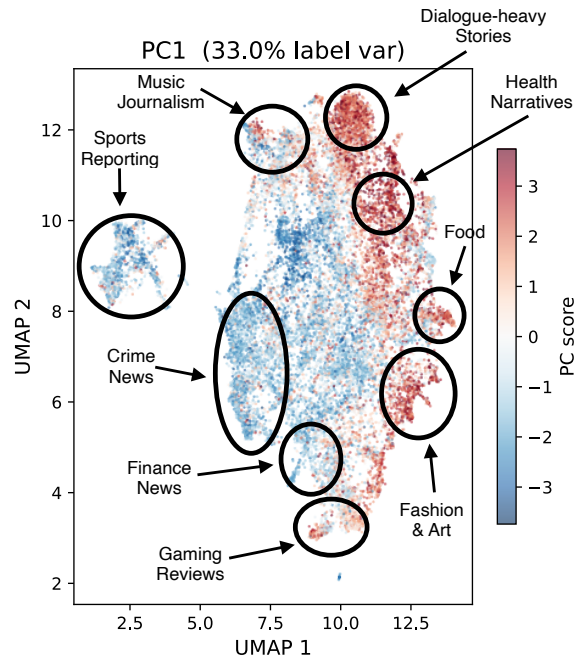 Dialogue-heavy
Stories
PC1 (33.0% label var)
Music
Journalism
Health
Narratives
Sports
Reporting
Food
Crime
News
Finance
News
Fashion
& Art
Gaming
Reviews
UMAP 2
12
10
8
6
4
2
2.5
5.0
7.5
10.0
12.5
UMAP 1
3
2
1
0
−1
−2
−3
PC score